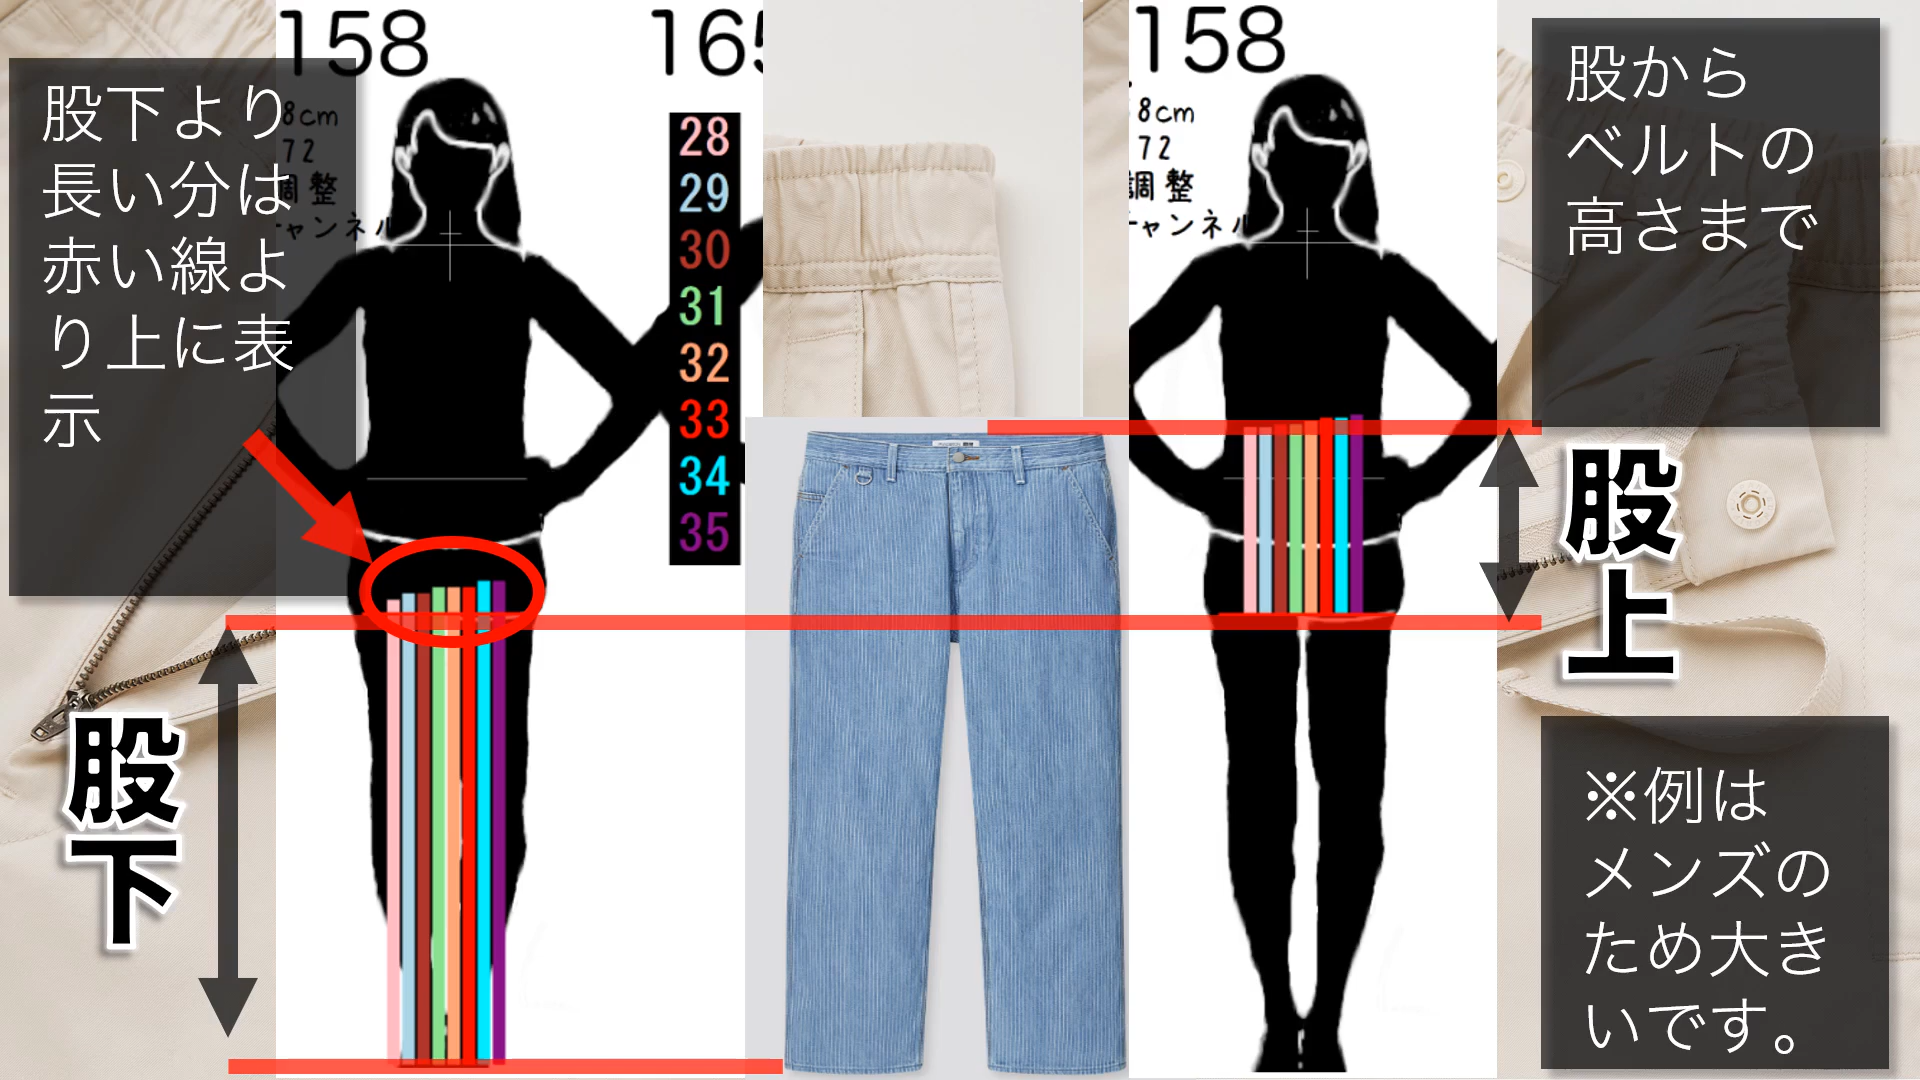 股下より
長い分は
赤い線よ
り上に表
示
158
8cm
72
調整
ャンネル
165
28
29
30
31
32
33
34
35
股下
158
8cm
72
調整
ャンネル
股から
ベルトの
高さまで
股上
※例は
メンズの
ため大き
いです。